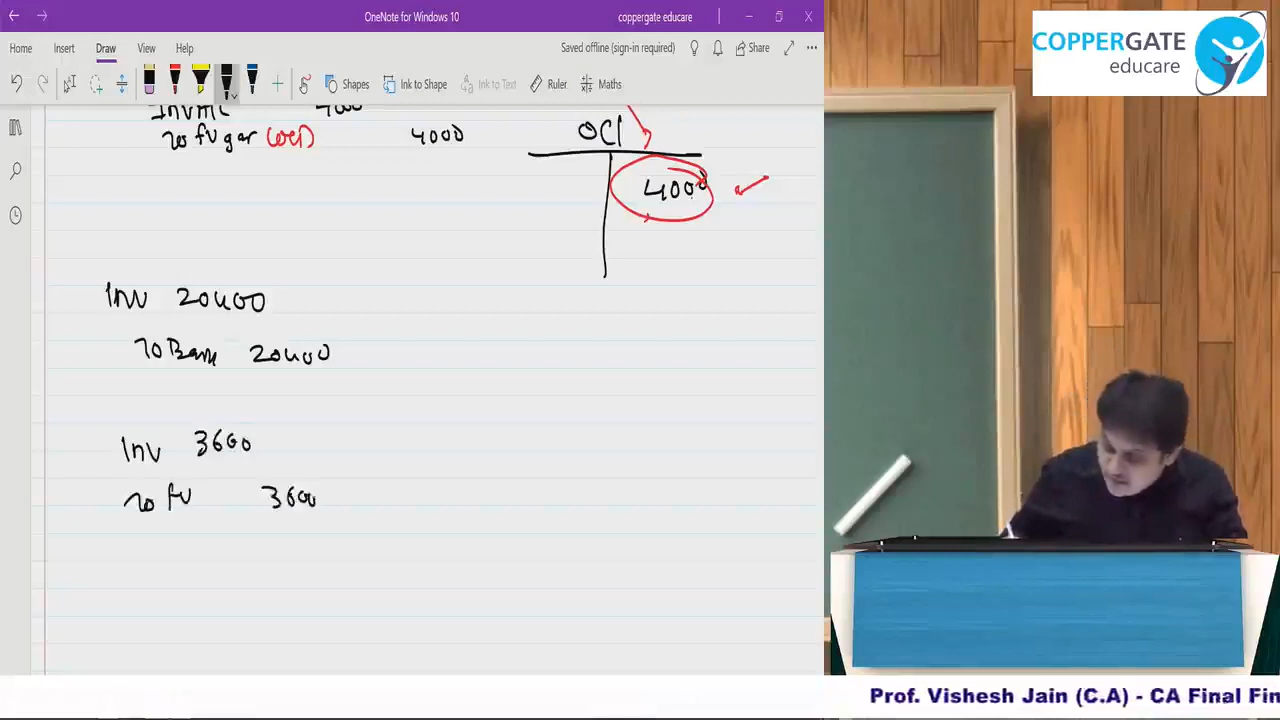 OneNote for Windows 10
coppergate educare
Home Insert Draw View Help
Saved offline (sign-in required)
Share
Shapes
Ink to Shape
Ink to Text
Ruler
Maths
4000
to fv gar (OCI) 4000
OCI
4000
Inv 20400
To Bank 20400
Inv 3600
to fv 3600
COPPERGATE
educare
Prof. Vishesh Jain (C.A) - CA Final Fin